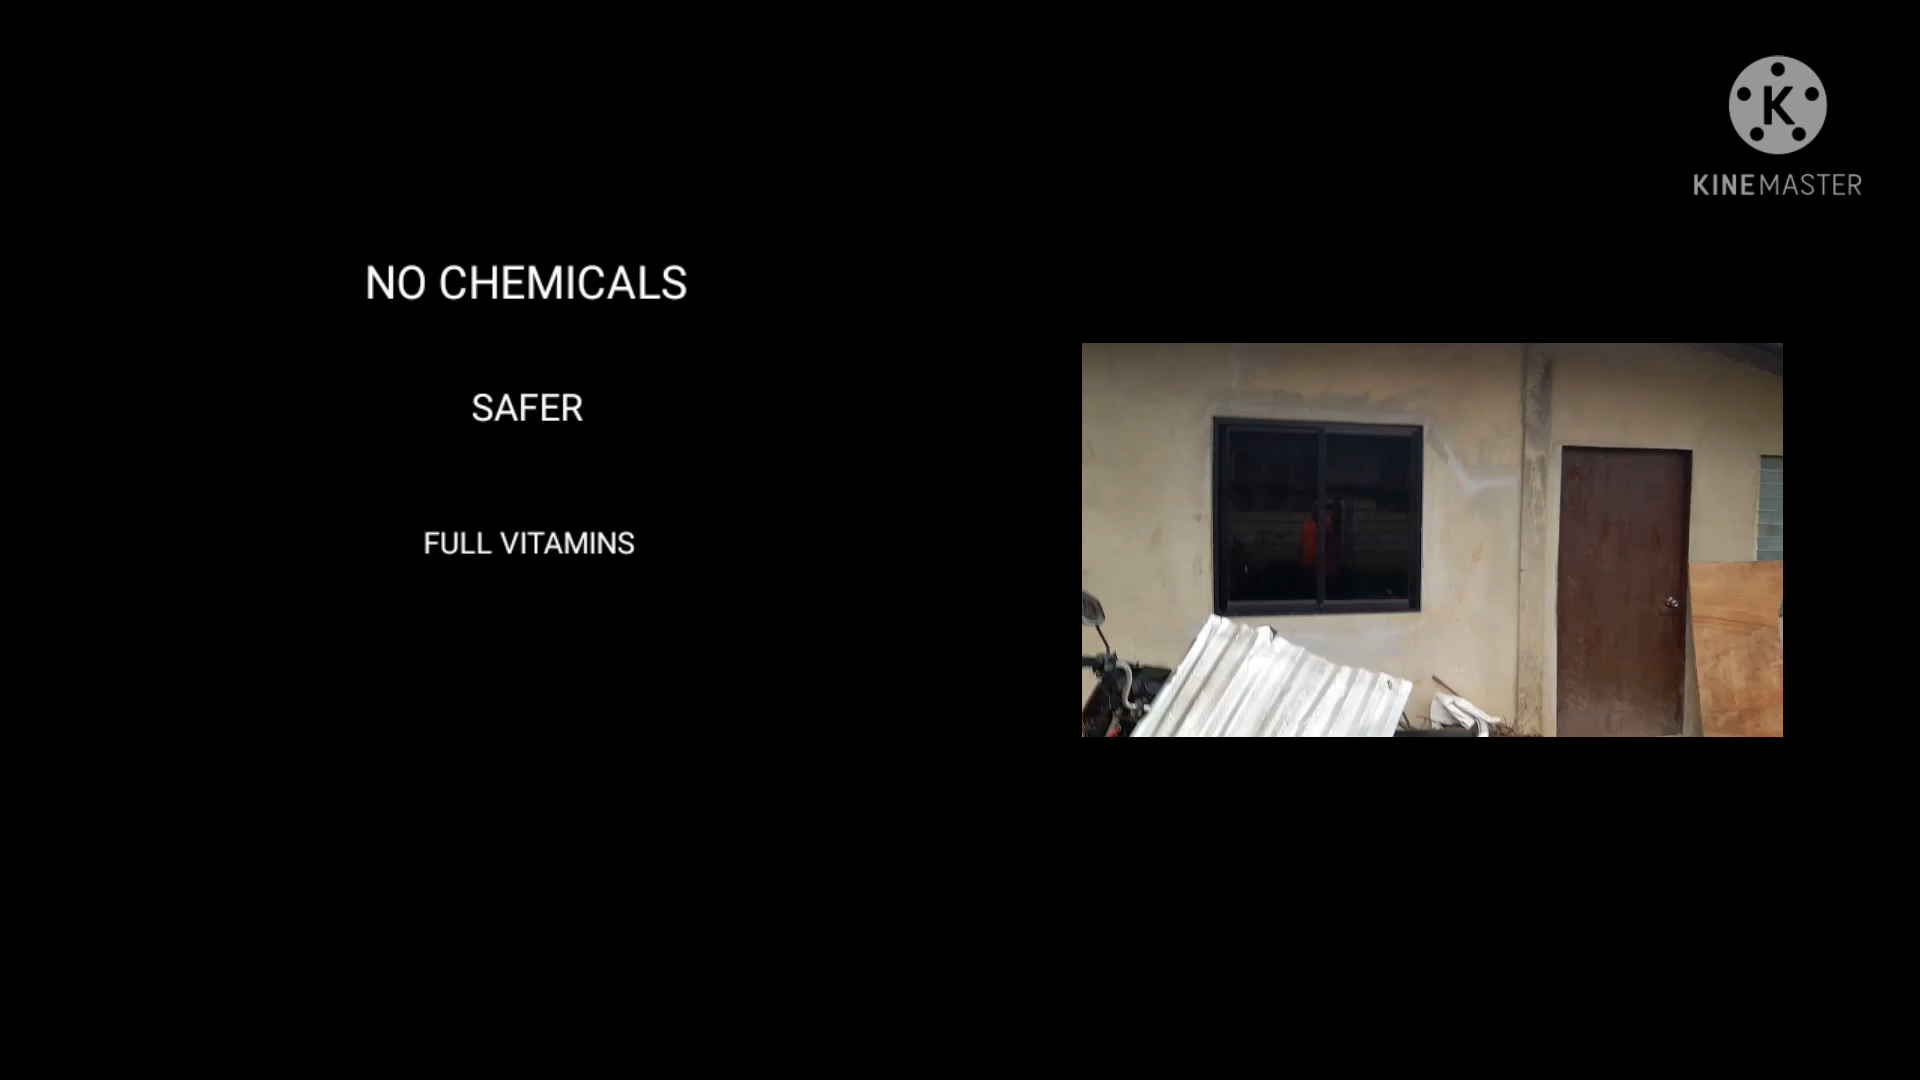 K
KINEMASTER
NO CHEMICALS
SAFER
FULL VITAMINS